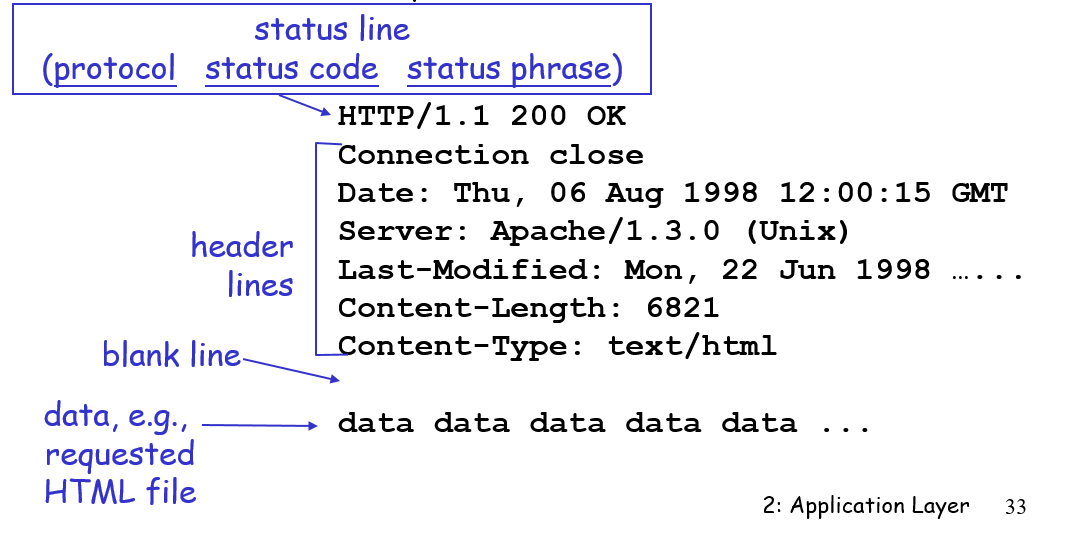 status line
(protocol status code status phrase)
HTTP/1.1 200 OK
Connection close
Date: Thu, 06 Aug 1998 12:00:15 GMT
Server: Apache/1.3.0 (Unix)
header
lines
Last-Modified: Mon, 22 Jun 1998 …...
Content-Length: 6821
Content-Type: text/html
blank line
data, e.g.,
requested
HTML file
data data data data data ...
2: Application Layer 33